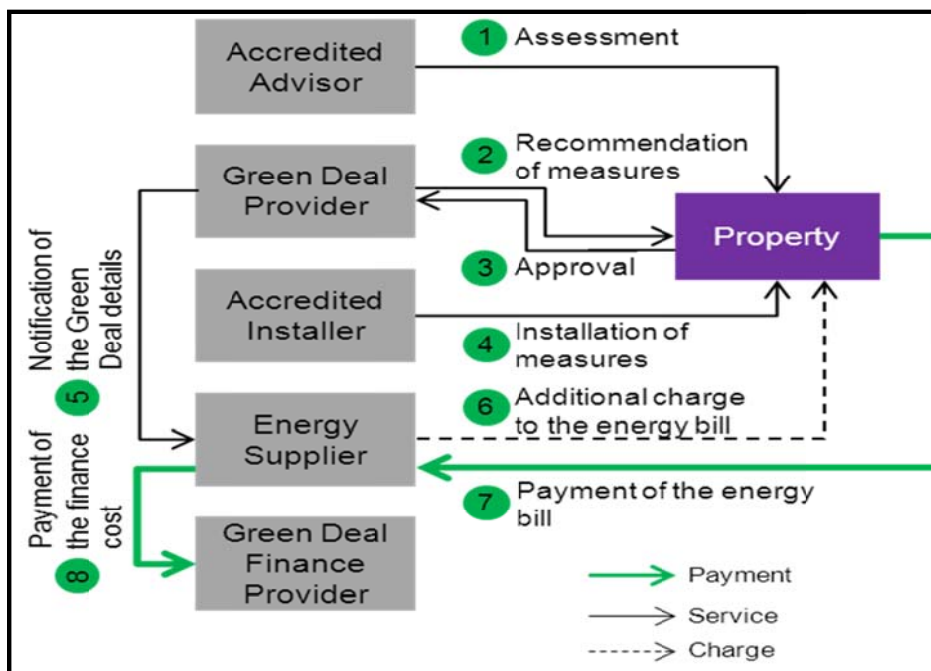 1 Assessment
Accredited
Advisor
2 Recommendation
of measures
Green Deal
Provider
Property
3 Approval
Notification of
the Green
Deal details
5
Accredited
Installer
4 Installation of
measures
6 Additional charge
to the energy bill
Energy
Supplier
Payment of
the finance
cost
8
7 Payment of the energy
bill
Green Deal
Finance
Provider
Payment
Service
Charge